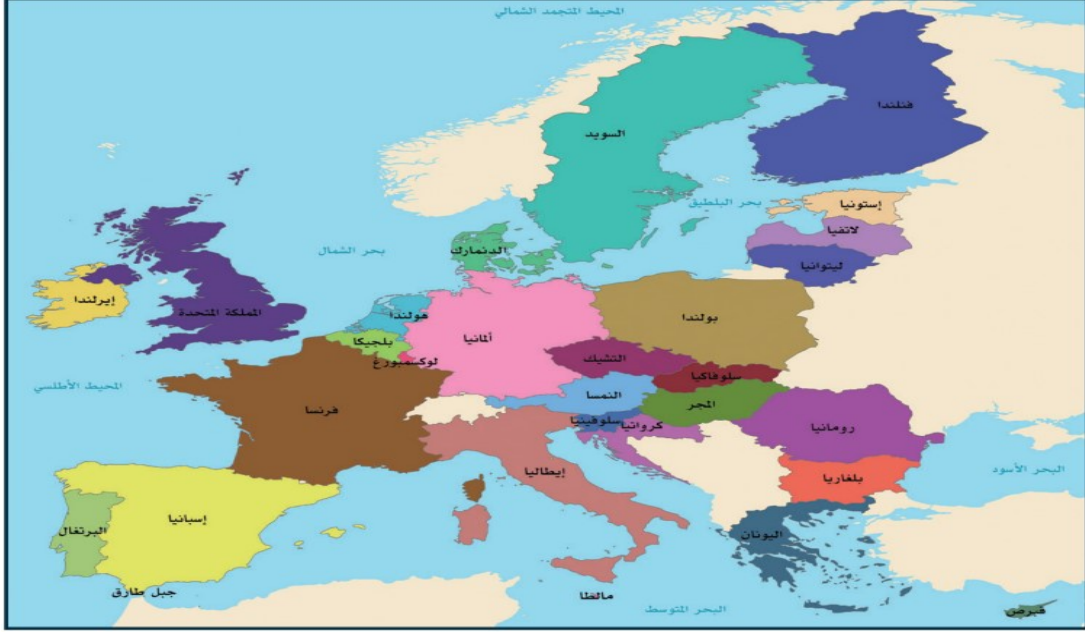 المحيط المتجمد الشمالي
فنلندا
السويد
بحر البلطيق
إستونيا
لاتفيا
ليتوانيا
بحر الشمال
الدنمارك
إيرلندا
المملكة المتحدة
هولندا
بلجيكا
لوكسمبورغ
ألمانيا
بولندا
التشيك
سلوفاكيا
المحيط الأطلسي
فرنسا
النمسا
المجر
سلوفينيا
كرواتيا
رومانيا
إيطاليا
بلغاريا
البحر الأسود
إسبانيا
البرتغال
اليونان
جبل طارق
مالطا
البحر المتوسط
قبرص